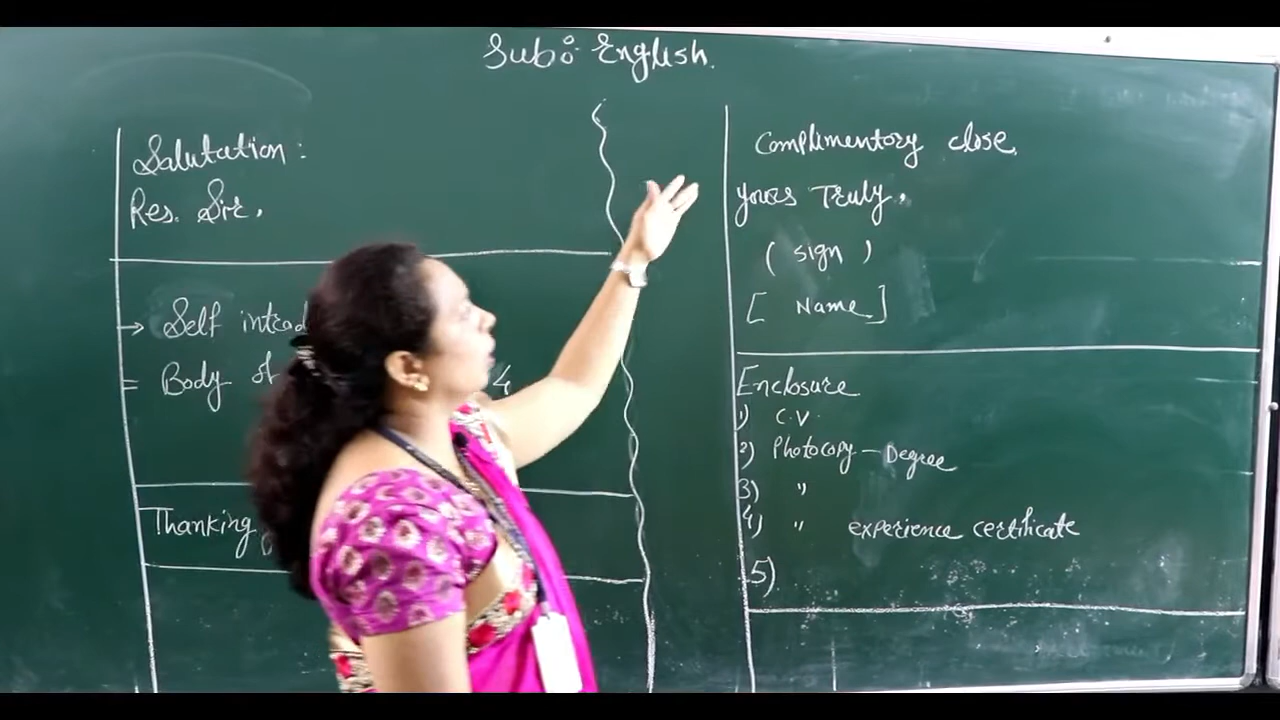 Sub: English.
Salutation:
Res. Sir,
→ Self
= Body of 4
Thanking
Complimentory close.
yours Truly,
( sign )
[ Name ]
Enclosure
1) C.V.
2) Photocopy – Degree
3) "
4) " experience certificate
5)